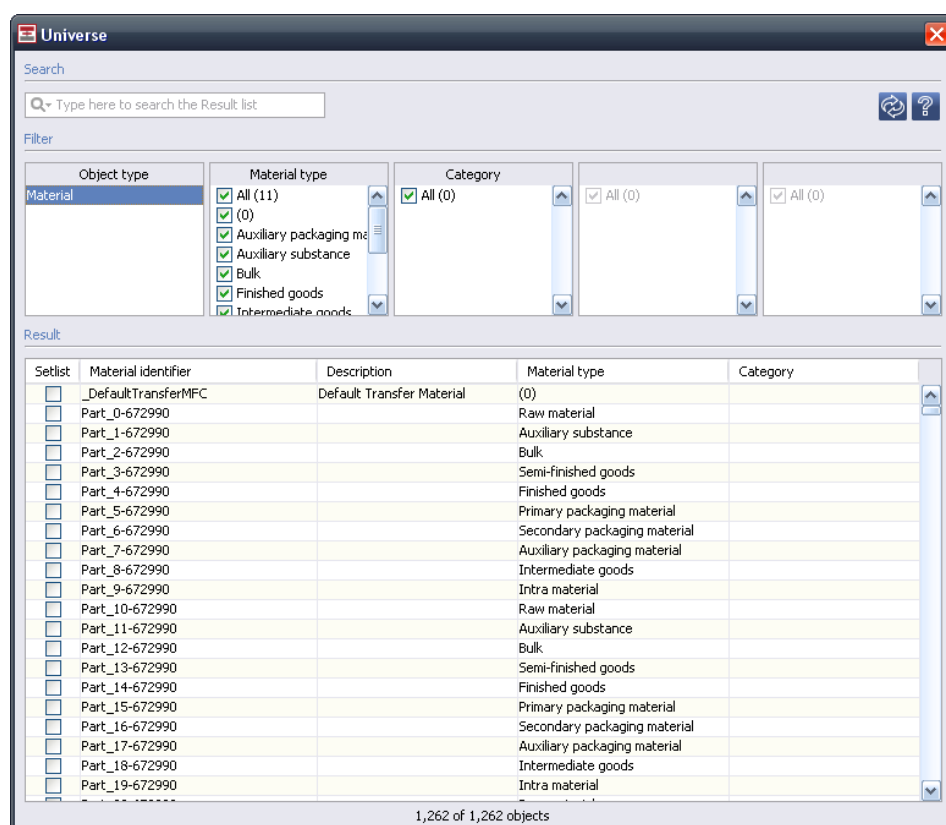 Universe
Search
Type here to search the Result list
Filter
Object type Material type Category
Material All (11) All (0) All (0) All (0)
(0)
Auxiliary packaging ma
Auxiliary substance
Bulk
Finished goods
Intermediate goods
Result
Setlist Material identifier Description Material type Category
_DefaultTransferMFC Default Transfer Material (0)
Part_0-672990 Raw material
Part_1-672990 Auxiliary substance
Part_2-672990 Bulk
Part_3-672990 Semi-finished goods
Part_4-672990 Finished goods
Part_5-672990 Primary packaging material
Part_6-672990 Secondary packaging material
Part_7-672990 Auxiliary packaging material
Part_8-672990 Intermediate goods
Part_9-672990 Intra material
Part_10-672990 Raw material
Part_11-672990 Auxiliary substance
Part_12-672990 Bulk
Part_13-672990 Semi-finished goods
Part_14-672990 Finished goods
Part_15-672990 Primary packaging material
Part_16-672990 Secondary packaging material
Part_17-672990 Auxiliary packaging material
Part_18-672990 Intermediate goods
Part_19-672990 Intra material
1,262 of 1,262 objects